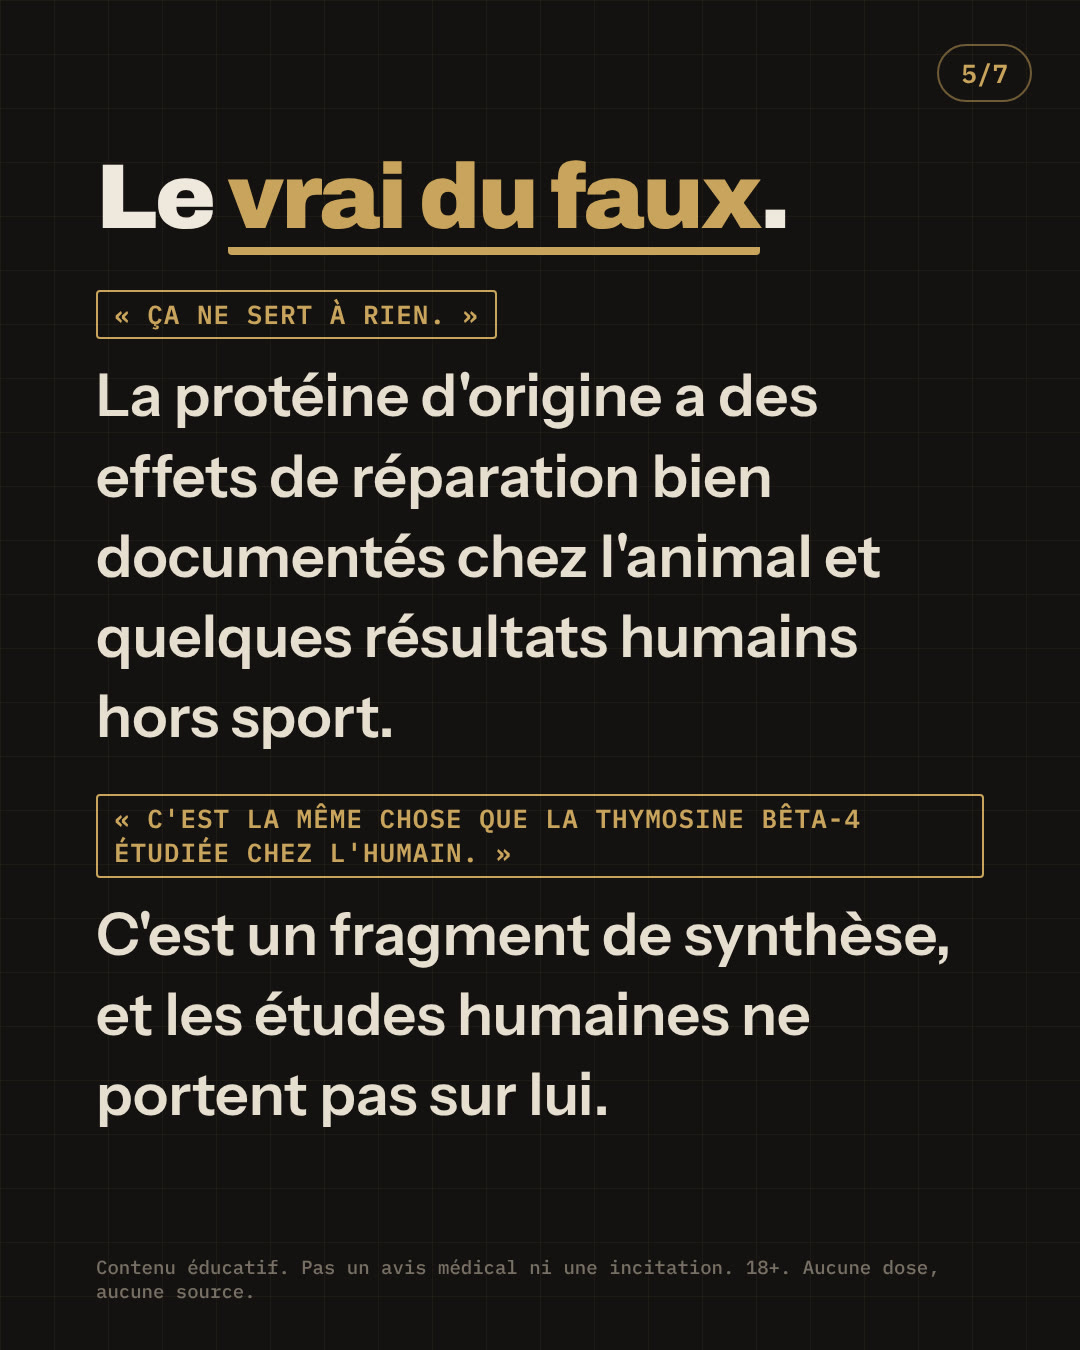 5/7
Le vrai du faux.
« ÇA NE SERT À RIEN. »
La protéine d'origine a des
effets de réparation bien
documentés chez l'animal et
quelques résultats humains
hors sport.
« C'EST LA MÊME CHOSE QUE LA THYMOSINE BÊTA-4
ÉTUDIÉE CHEZ L'HUMAIN. »
C'est un fragment de synthèse,
et les études humaines ne
portent pas sur lui.
Contenu éducatif. Pas un avis médical ni une incitation. 18+. Aucune dose,
aucune source.